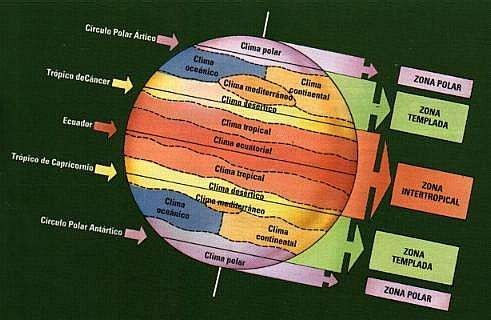 Círculo Polar Ártico
Trópico deCáncer
Ecuador
Trópico de Capricornio
Círculo Polar Antártico
Clima polar
Clima
oceánico
Clima
continental
Clima mediterráneo
Clima desértico
Clima tropical
Clima ecuatorial
Clima tropical
Clima desértico
Clima mediterráneo
Clima
oceánico
Clima
continental
Clima polar
ZONA POLAR
ZONA
TEMPLADA
ZONA
INTERTROPICAL
ZONA
TEMPLADA
ZONA POLAR